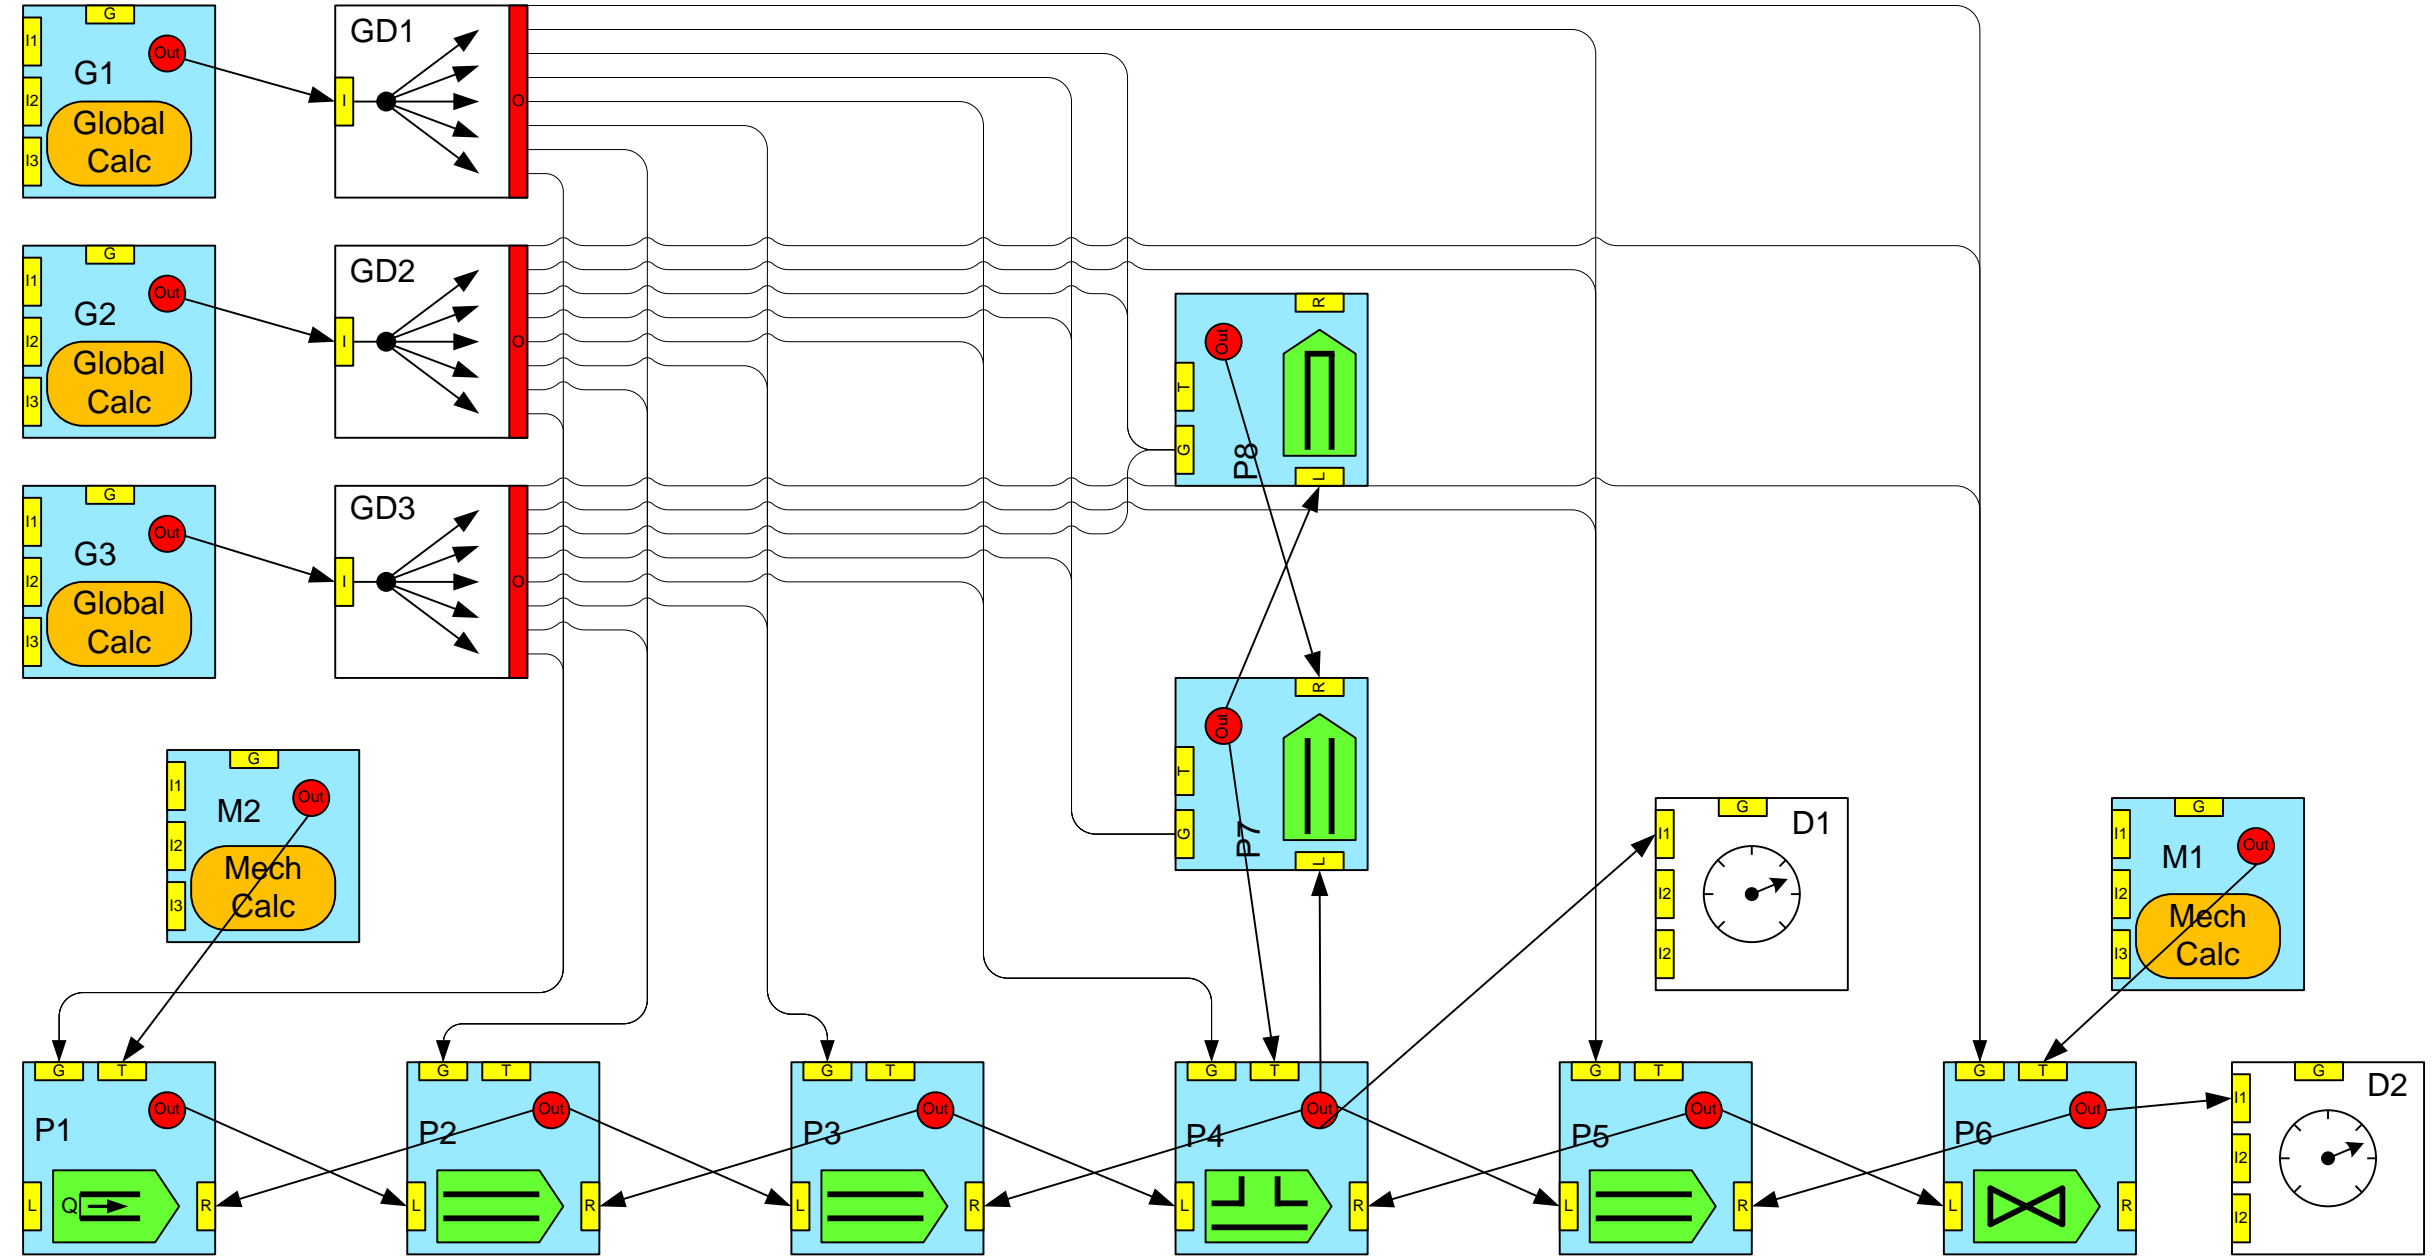 G
I1
Out
G1
I2
Global
Calc
I3
GD1
I
O
G
I1
Out
G2
I2
Global
Calc
I3
GD2
I
O
G
I1
Out
G3
I2
Global
Calc
I3
GD3
I
O
R
Out
T
G
P8
L
R
Out
T
G
P7
L
G
I1
Out
M2
I2
Mech
Calc
I3
G
D1
I1
I2
I2
G
I1
Out
M1
I2
Mech
Calc
I3
G
T
Out
P1
L
Q
R
G
T
Out
P2
L
R
G
T
Out
P3
L
R
G
T
Out
P4
L
R
G
T
Out
P5
L
R
G
T
Out
P6
L
R
G
D2
I1
I2
I2